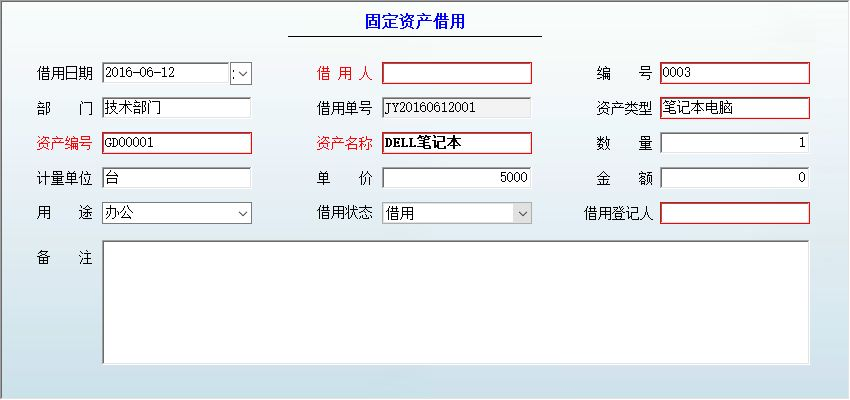 固定资产借用
借用日期 2016-06-12 借 用 人 编 号 0003
部 门 技术部门 借用单号 JY20160612001 资产类型 笔记本电脑
资产编号 GD00001 资产名称 DELL笔记本 数 量 1
计量单位 台 单 价 5000 金 额 0
用 途 办公 借用状态 借用 借用登记人
备 注